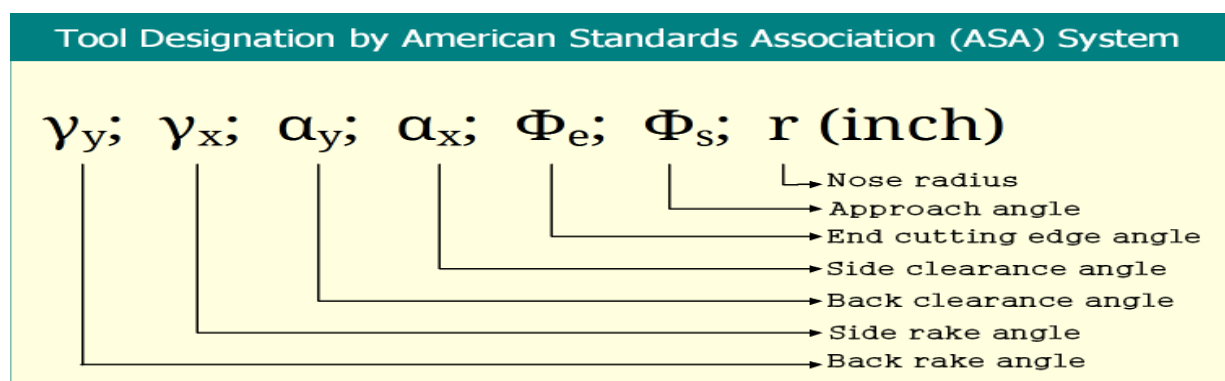 Tool Designation by American Standards Association (ASA) System
γy; γx; αy; αx; Φe; Φs; r (inch)
Nose radius
Approach angle
End cutting edge angle
Side clearance angle
Back clearance angle
Side rake angle
Back rake angle